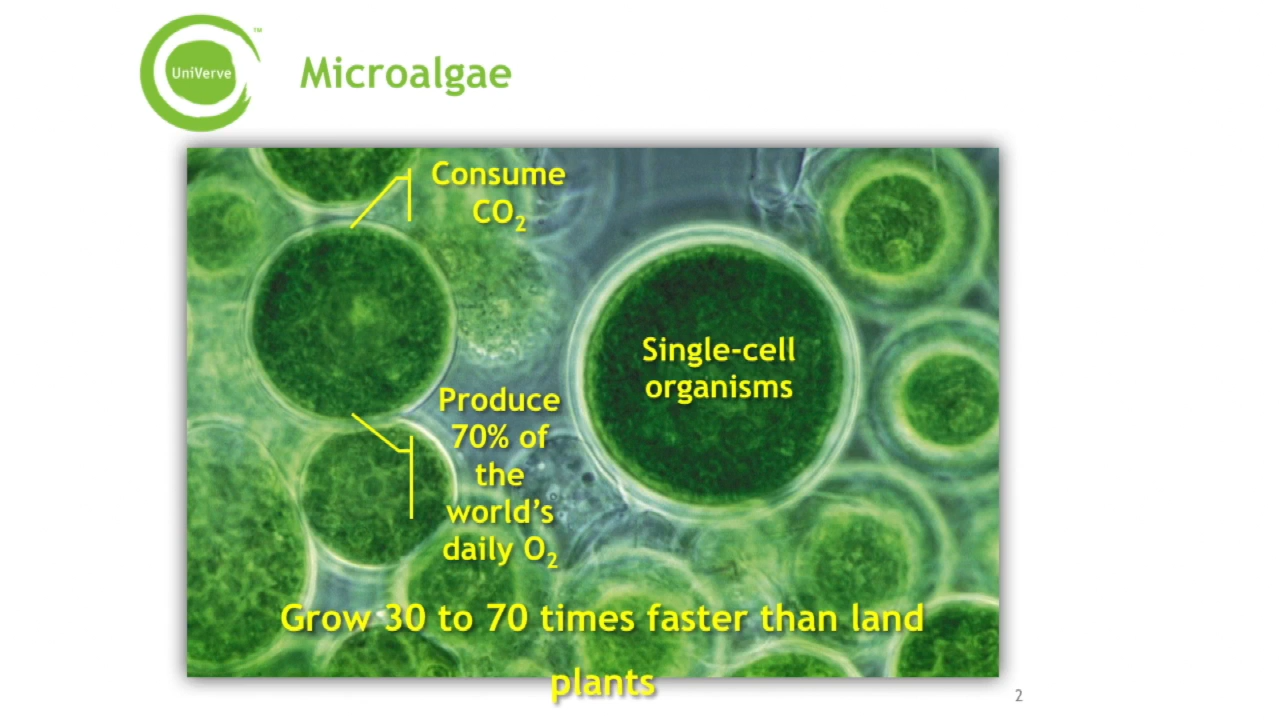 UniVerve
™
Microalgae
Consume
CO₂
Single-cell
organisms
Produce
70% of
the
world’s
daily O₂
Grow 30 to 70 times faster than land
plants
2